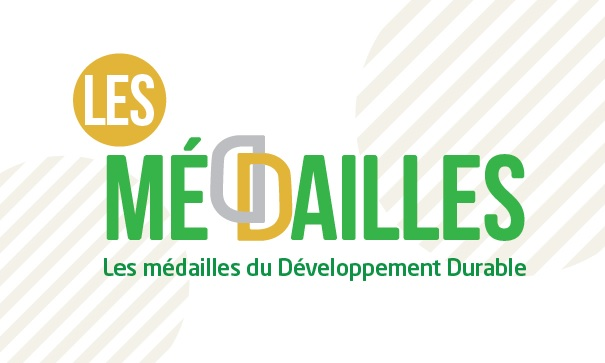 LES
MÉDDAILLES
Les médailles du Développement Durable